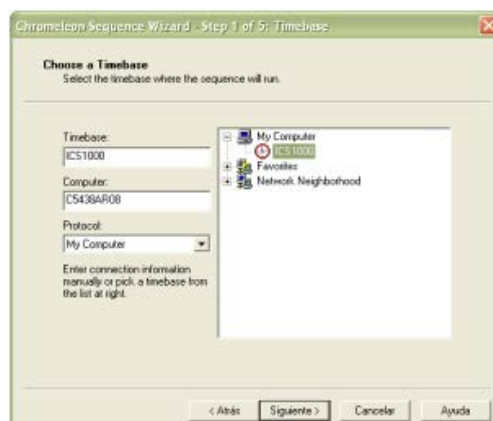 Chromeleon Sequence Wizard - Step 1 of 5: Timebase
Choose a Timebase
Select the timebase where the sequence will run.
Timebase:
ICS1000
Computer:
C5438AR08
Protocol:
My Computer
Enter connection information
manually or pick a timebase from
the list at right.
My Computer
ICS1000
Favorites
Network Neighborhood
< Atrás
Siguiente >
Cancelar
Ayuda